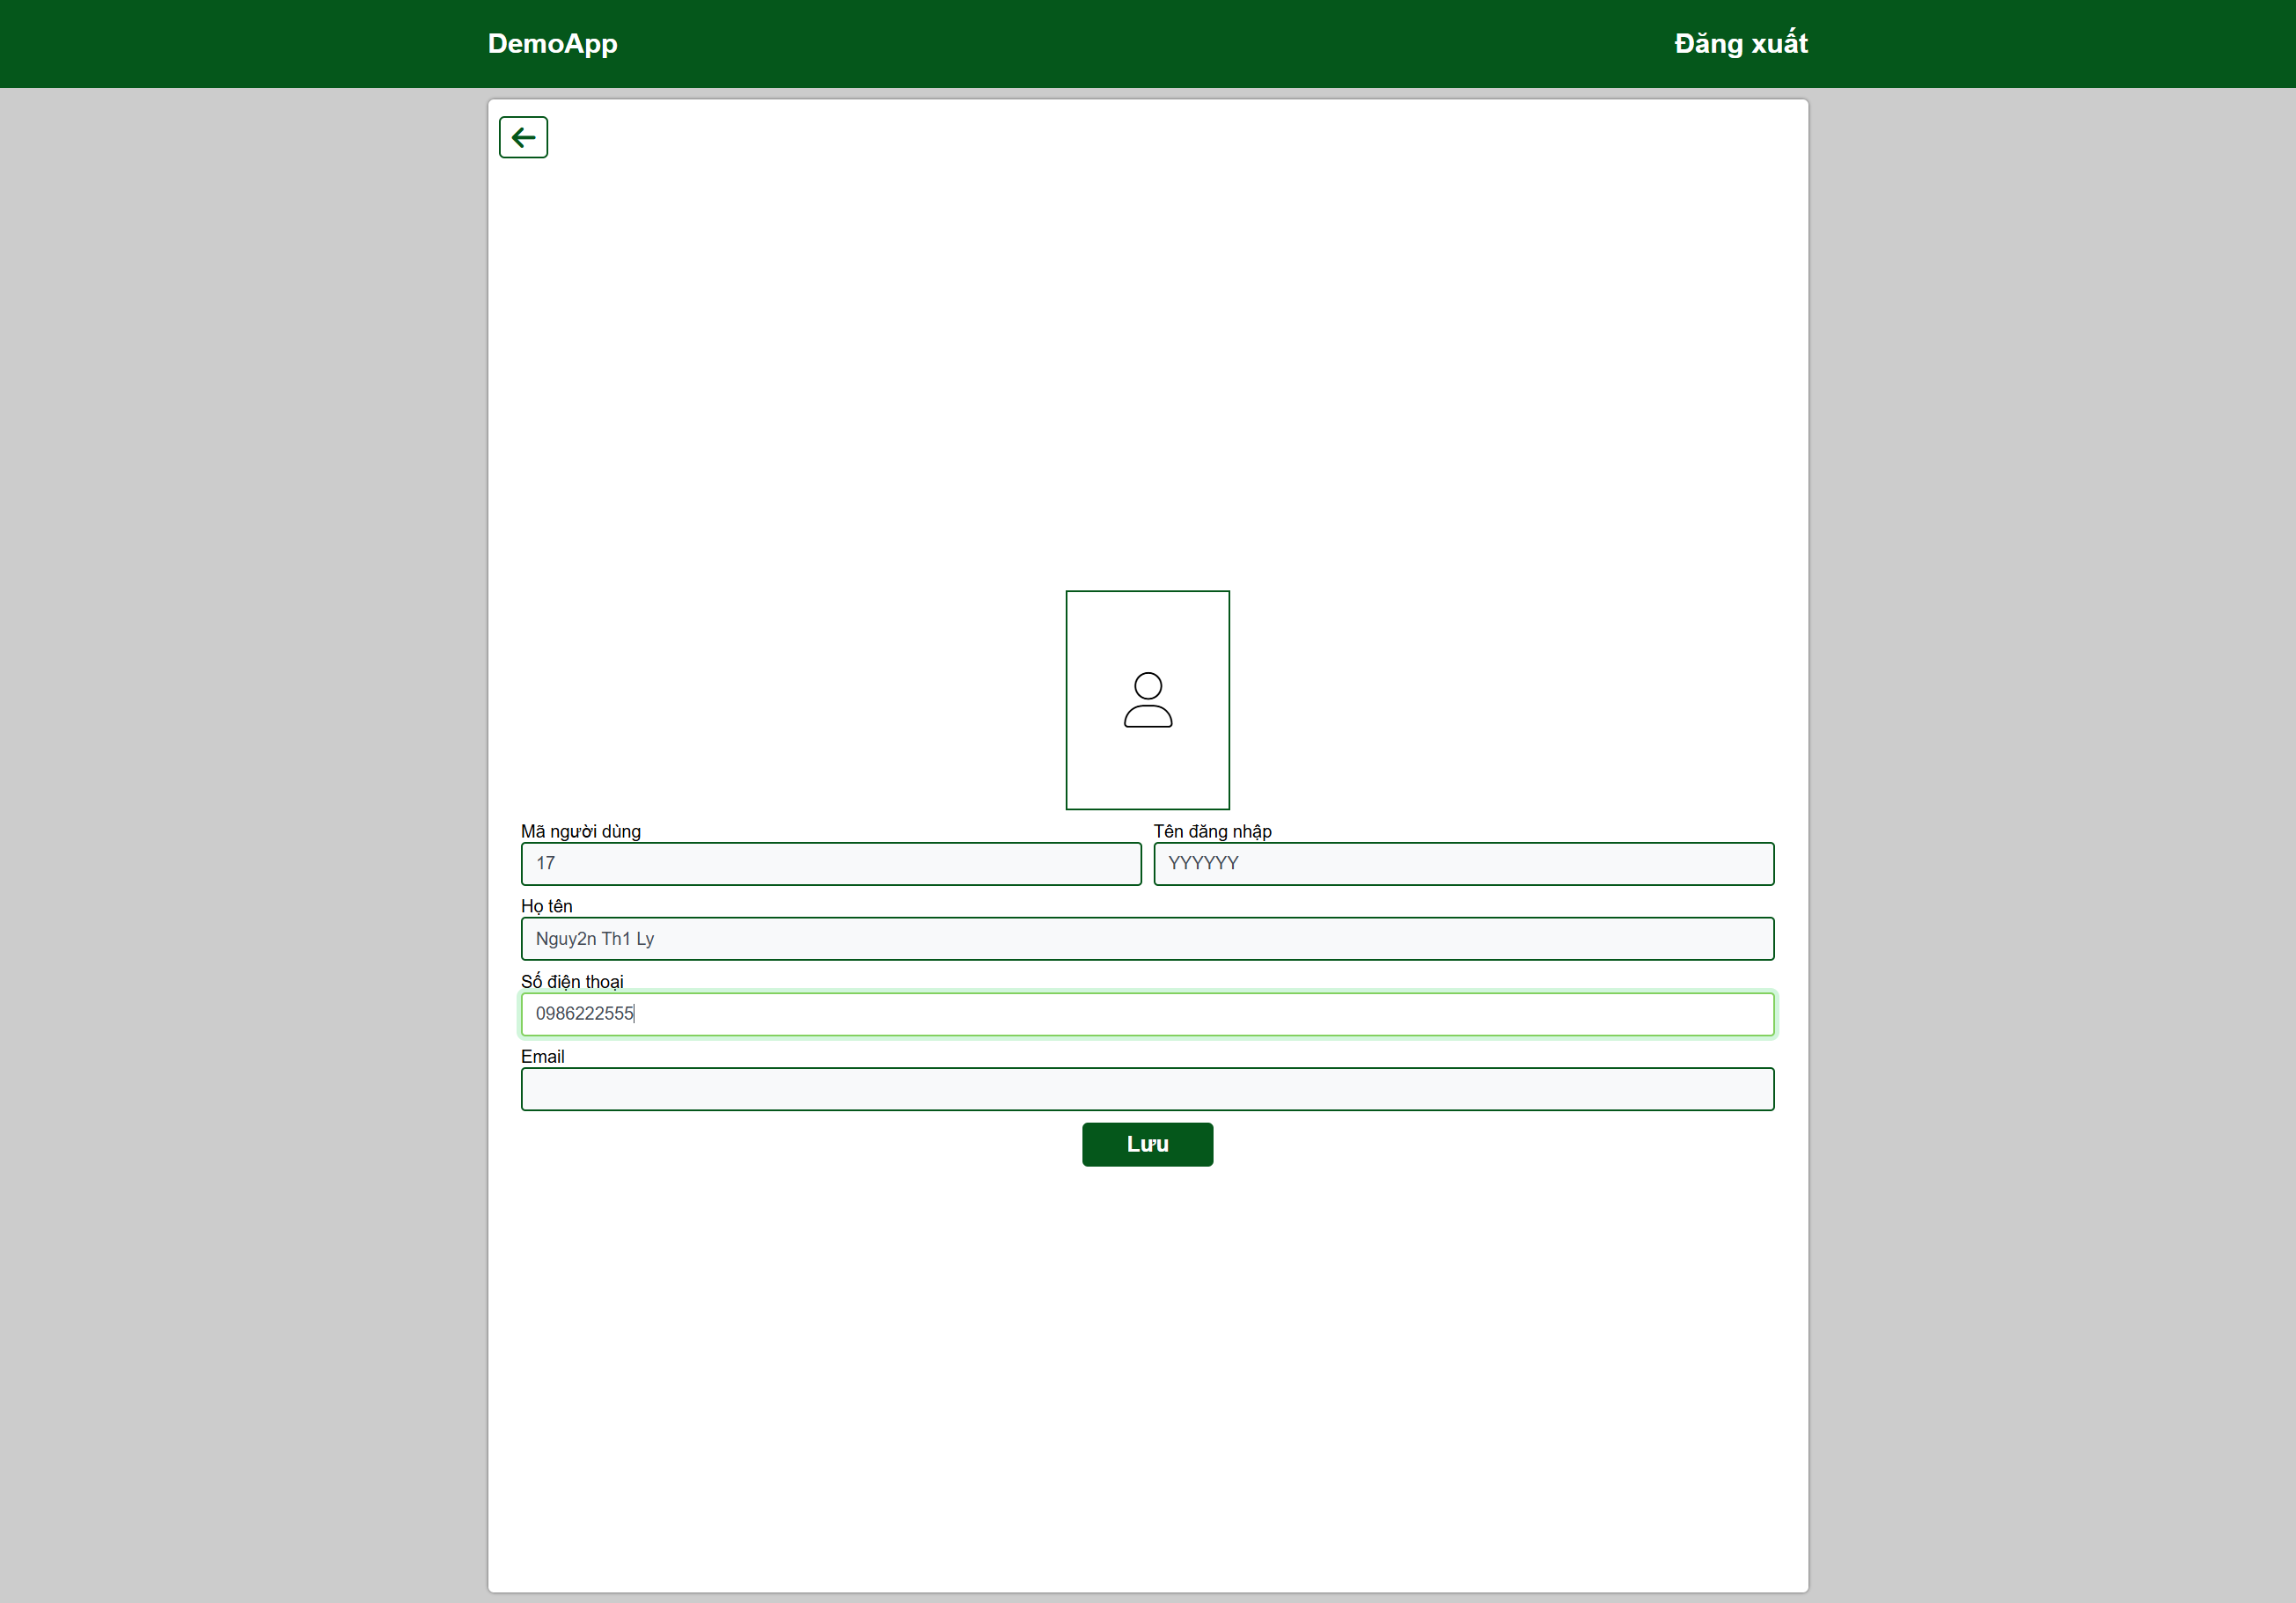 DemoApp
Đăng xuất
Mã người dùng
Tên đăng nhập
17
YYYYYY
Họ tên
Nguy2n Th1 Ly
Số điện thoại
0986222555
Email
Lưu